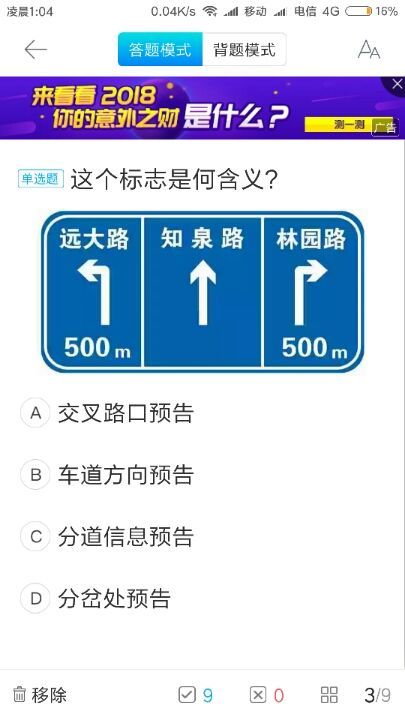 凌晨1:04 0.04K/s 移动 电信 4G 16%
答题模式 背题模式 AA
来看看 2018
你的意外之财 是什么?
测一测
广告
单选题 这个标志是何含义?
远大路 知泉路 林园路
500m 500m
A 交叉路口预告
B 车道方向预告
C 分道信息预告
D 分岔处预告
移除 9 0 3/9